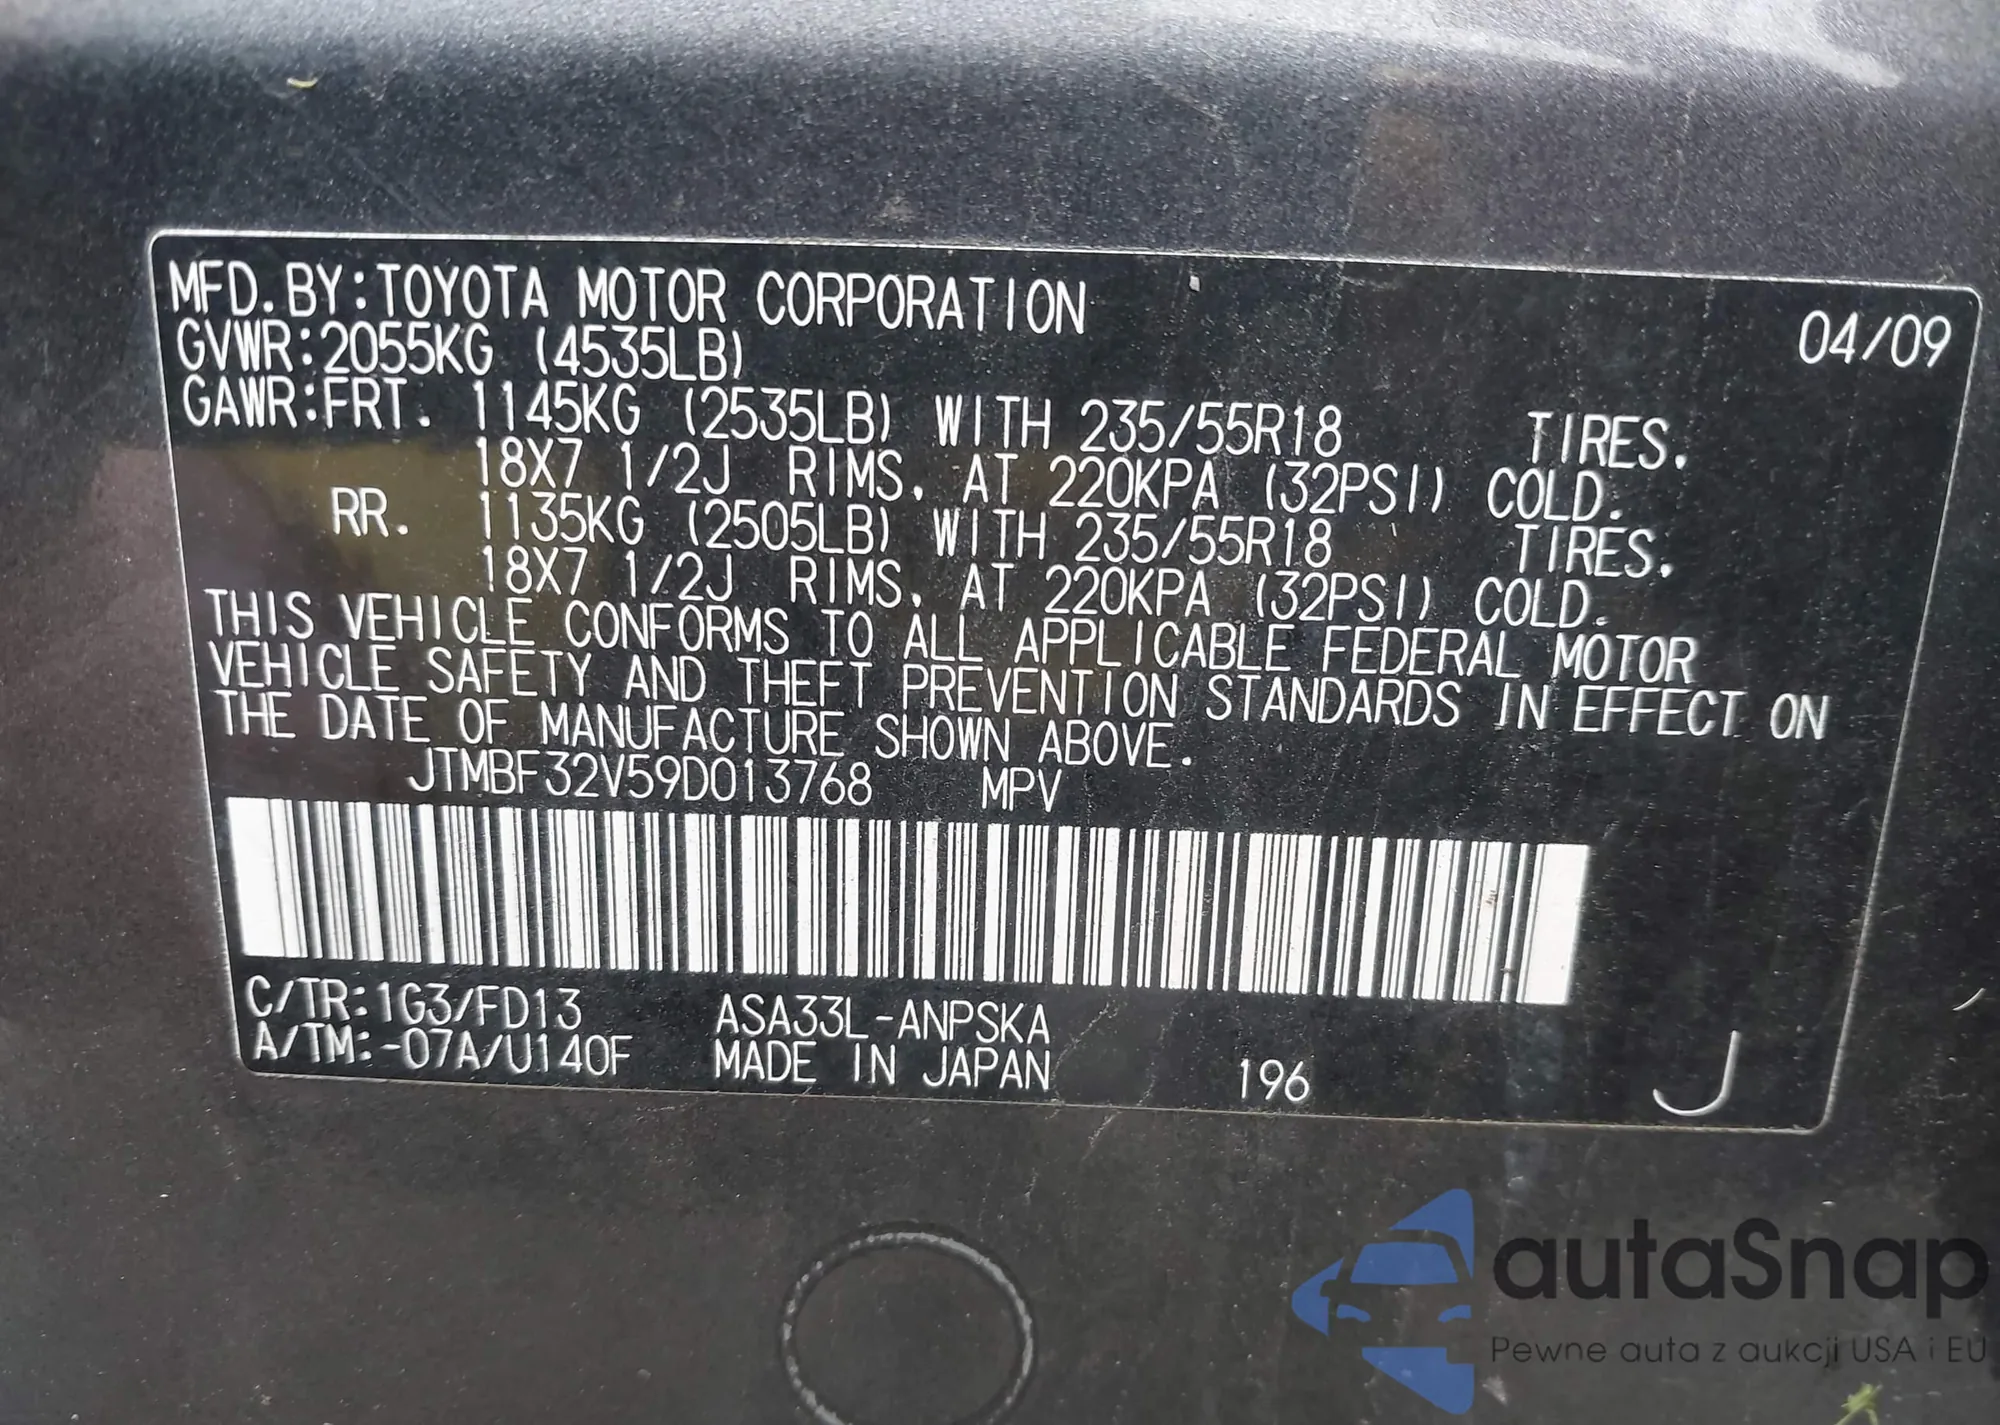 MFD.BY:TOYOTA MOTOR CORPORATION 04/09
GVWR:2055KG (4535LB)
GAWR:FRT. 1145KG (2535LB) WITH 235/55R18 TIRES.
18X7 1/2J RIMS. AT 220KPA (32PSI) COLD.
RR. 1135KG (2505LB) WITH 235/55R18 TIRES.
18X7 1/2J RIMS. AT 220KPA (32PSI) COLD.
THIS VEHICLE CONFORMS TO ALL APPLICABLE FEDERAL MOTOR
VEHICLE SAFETY AND THEFT PREVENTION STANDARDS IN EFFECT ON
THE DATE OF MANUFACTURE SHOWN ABOVE.
JTMBF32V59D013768 MPV
C/TR:1G3/FD13 ASA33L-ANPSKA
A/TM:-07A/U140F MADE IN JAPAN 196 J
autaSnap
Pewne auta z aukcji USA i EU